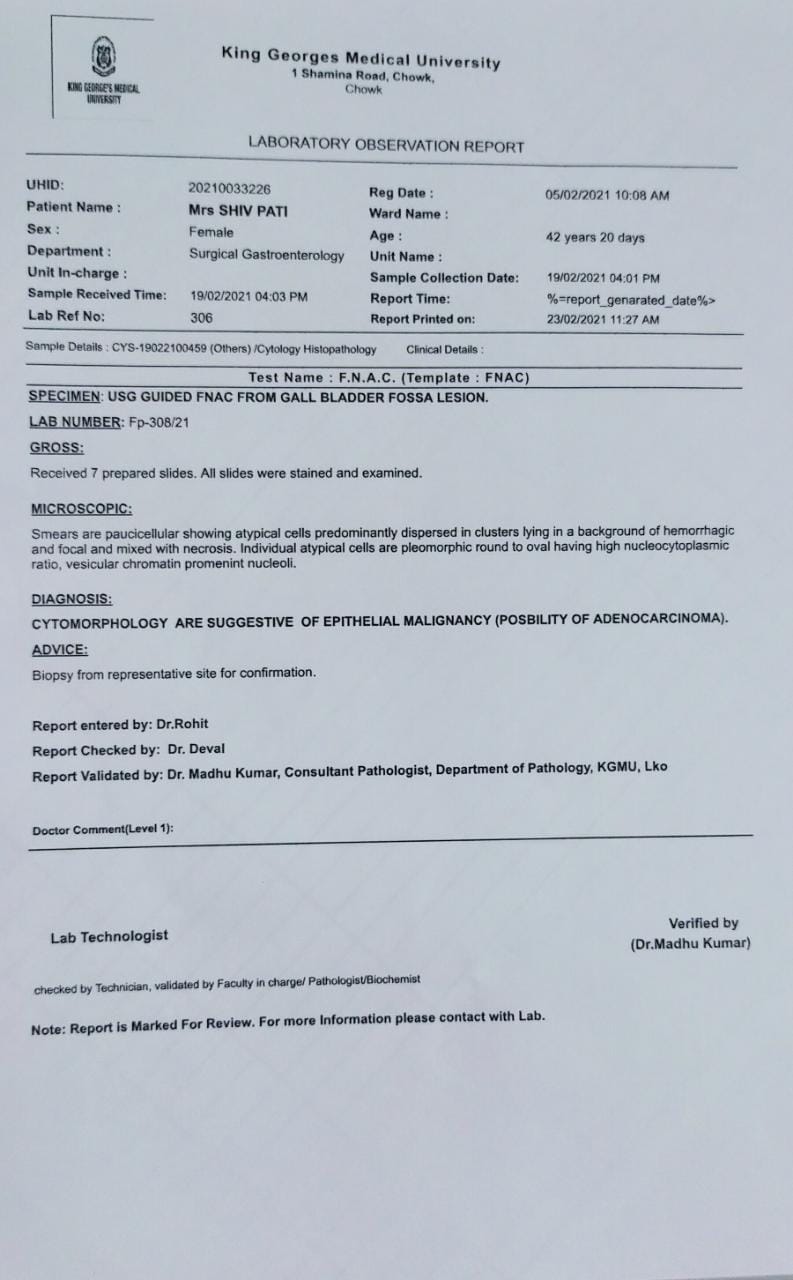 KING GEORGE'S MEDICAL
UNIVERSITY
King Georges Medical University
1 Shamina Road, Chowk,
Chowk
LABORATORY OBSERVATION REPORT
UHID: 20210033226 Reg Date : 05/02/2021 10:08 AM
Patient Name : Mrs SHIV PATI Ward Name :
Sex : Female Age : 42 years 20 days
Department : Surgical Gastroenterology Unit Name :
Unit In-charge : Sample Collection Date: 19/02/2021 04:01 PM
Sample Received Time: 19/02/2021 04:03 PM Report Time: %=report_genarated_date%>
Lab Ref No: 306 Report Printed on: 23/02/2021 11:27 AM
Sample Details : CYS-19022100459 (Others) /Cytology Histopathology Clinical Details :
Test Name : F.N.A.C. (Template : FNAC)
SPECIMEN: USG GUIDED FNAC FROM GALL BLADDER FOSSA LESION.
LAB NUMBER: Fp-308/21
GROSS:
Received 7 prepared slides. All slides were stained and examined.
MICROSCOPIC:
Smears are paucicellular showing atypical cells predominantly dispersed in clusters lying in a background of hemorrhagic
and focal and mixed with necrosis. Individual atypical cells are pleomorphic round to oval having high nucleocytoplasmic
ratio, vesicular chromatin promenint nucleoli.
DIAGNOSIS:
CYTOMORPHOLOGY ARE SUGGESTIVE OF EPITHELIAL MALIGNANCY (POSBILITY OF ADENOCARCINOMA).
ADVICE:
Biopsy from representative site for confirmation.
Report entered by: Dr.Rohit
Report Checked by: Dr. Deval
Report Validated by: Dr. Madhu Kumar, Consultant Pathologist, Department of Pathology, KGMU, Lko
Doctor Comment(Level 1):
Lab Technologist Verified by
(Dr.Madhu Kumar)
checked by Technician, validated by Faculty in charge/ Pathologist/Biochemist
Note: Report is Marked For Review. For more Information please contact with Lab.